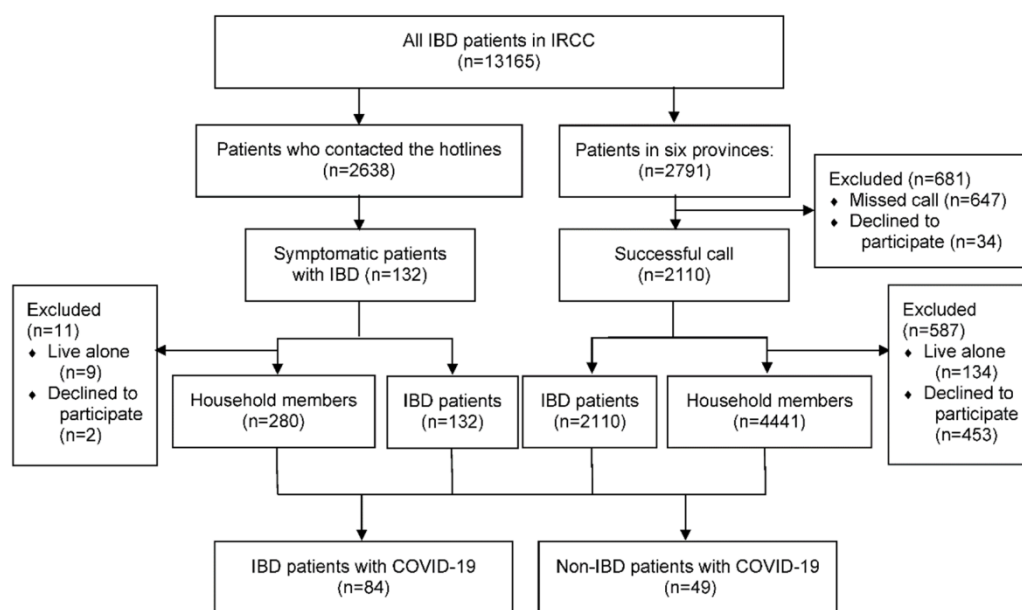 All IBD patients in IRCC
(n=13165)
Patients who contacted the hotlines
(n=2638)
Patients in six provinces:
(n=2791)
Excluded (n=681)
♦ Missed call (n=647)
♦ Declined to
participate (n=34)
Symptomatic patients
with IBD (n=132)
Successful call
(n=2110)
Excluded
(n=11)
♦ Live alone
(n=9)
♦ Declined to
participate
(n=2)
Household members
(n=280)
IBD patients
(n=132)
IBD patients
(n=2110)
Household members
(n=4441)
Excluded
(n=587)
♦ Live alone
(n=134)
♦ Declined to
participate
(n=453)
IBD patients with COVID-19
(n=84)
Non-IBD patients with COVID-19
(n=49)